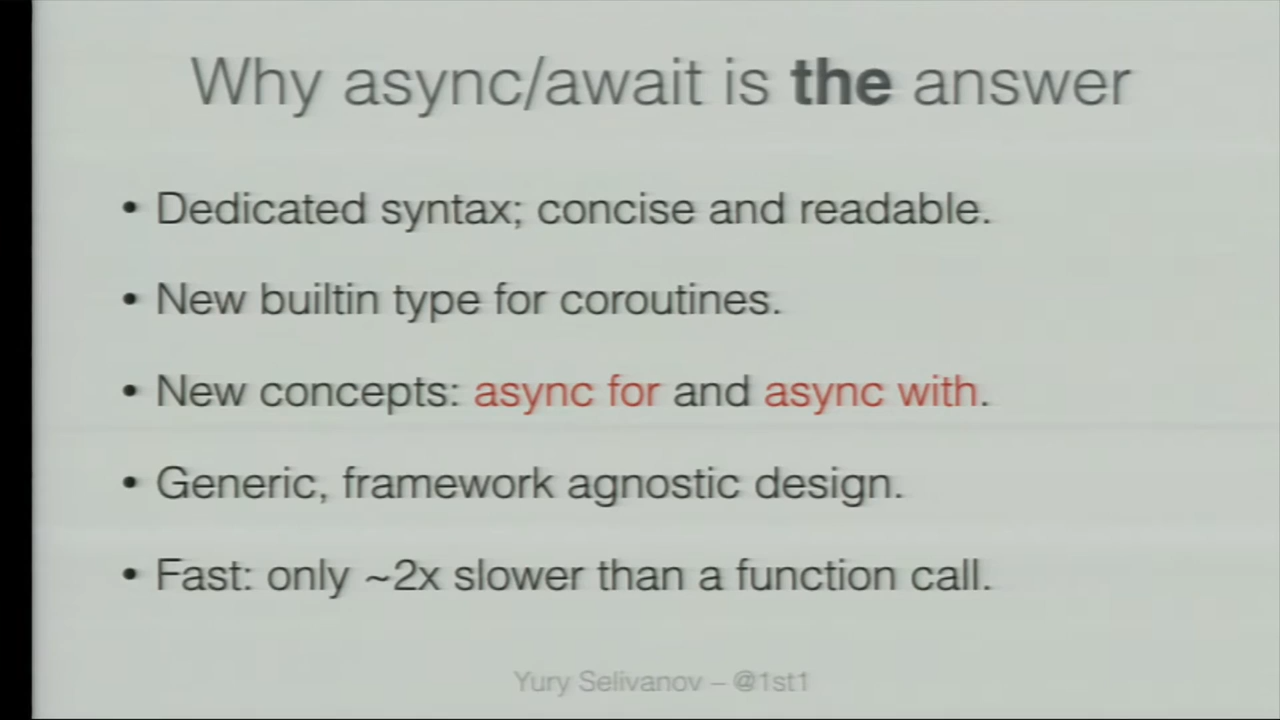 Why async/await is the answer
• Dedicated syntax; concise and readable.
• New builtin type for coroutines.
• New concepts: async for and async with.
• Generic, framework agnostic design.
• Fast: only ~2x slower than a function call.
Yury Selivanov – @1st1